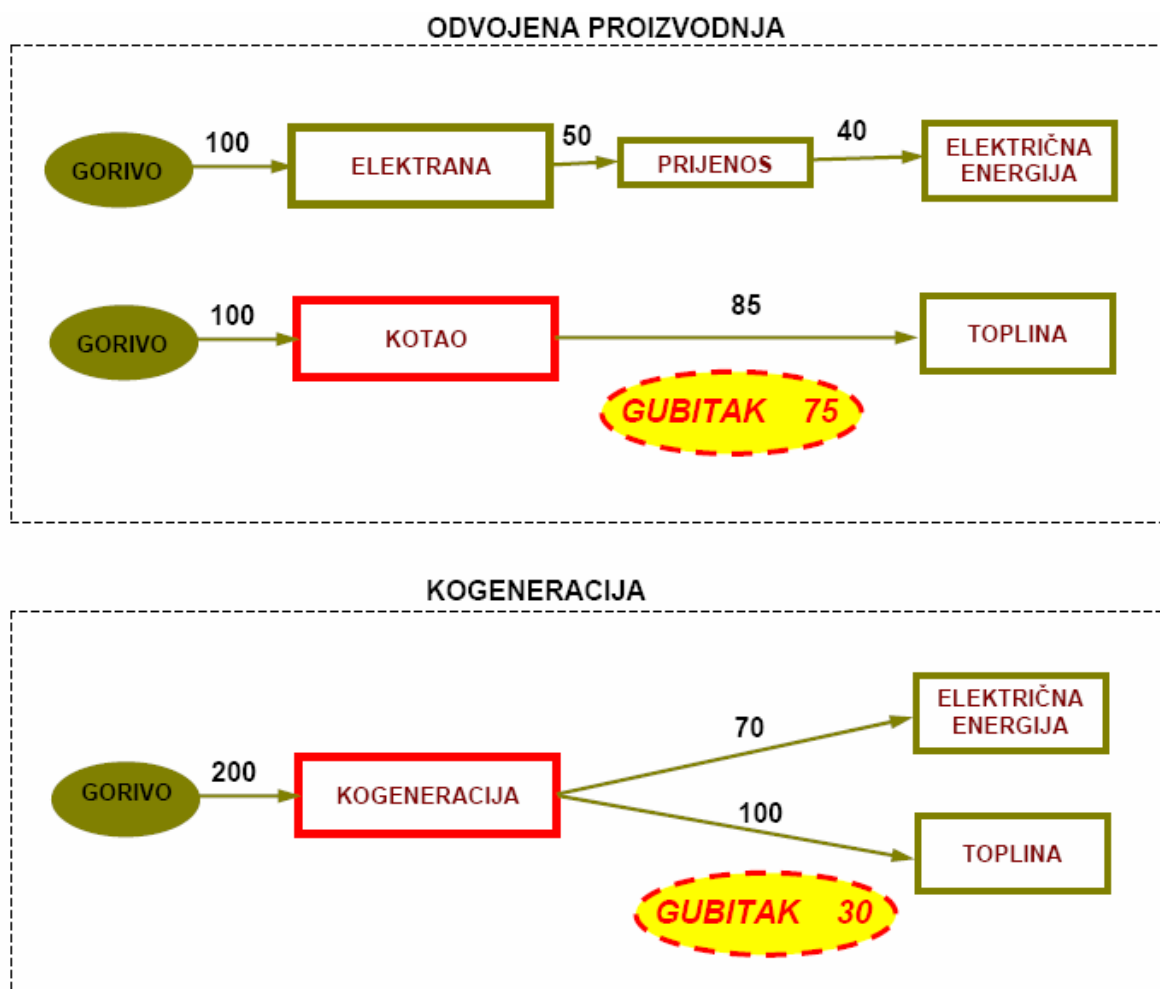 ODVOJENA PROIZVODNJA
GORIVO
100
ELEKTRANA
50
PRIJENOS
40
ELEKTRIČNA
ENERGIJA
GORIVO
100
KOTAO
85
TOPLINA
GUBITAK 75
KOGENERACIJA
GORIVO
200
KOGENERACIJA
70
ELEKTRIČNA
ENERGIJA
100
TOPLINA
GUBITAK 30